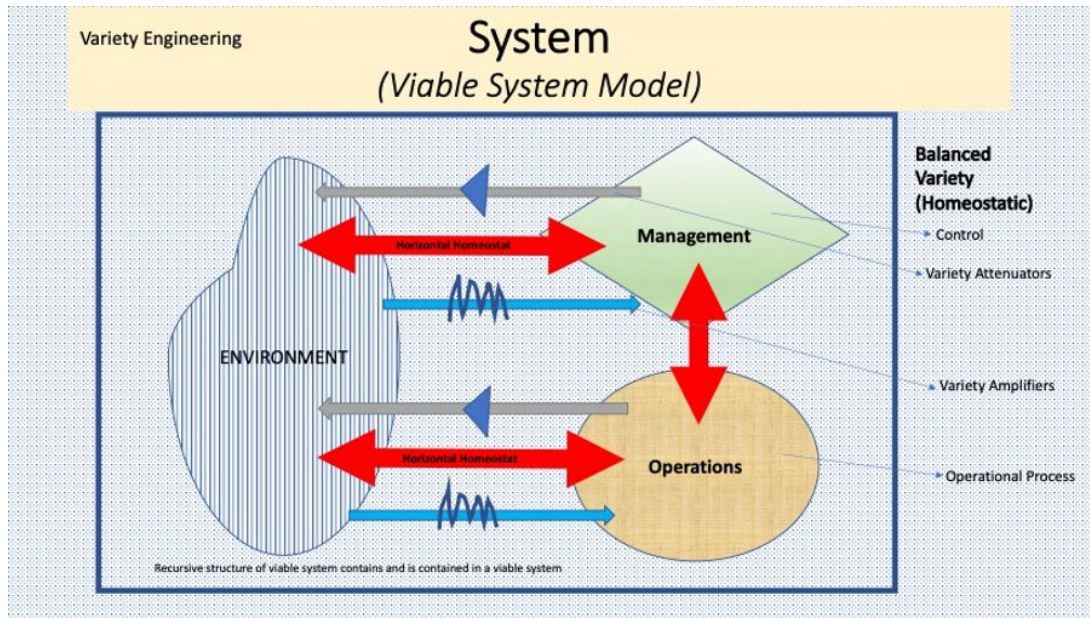 Variety Engineering
System
(Viable System Model)
Balanced
Variety
(Homeostatic)
Control
Variety Attenuators
Variety Amplifiers
Operational Process
Management
Horizontal Homeostat
ENVIRONMENT
Horizontal Homeostat
Operations
Recursive structure of viable system contains and is contained in a viable system